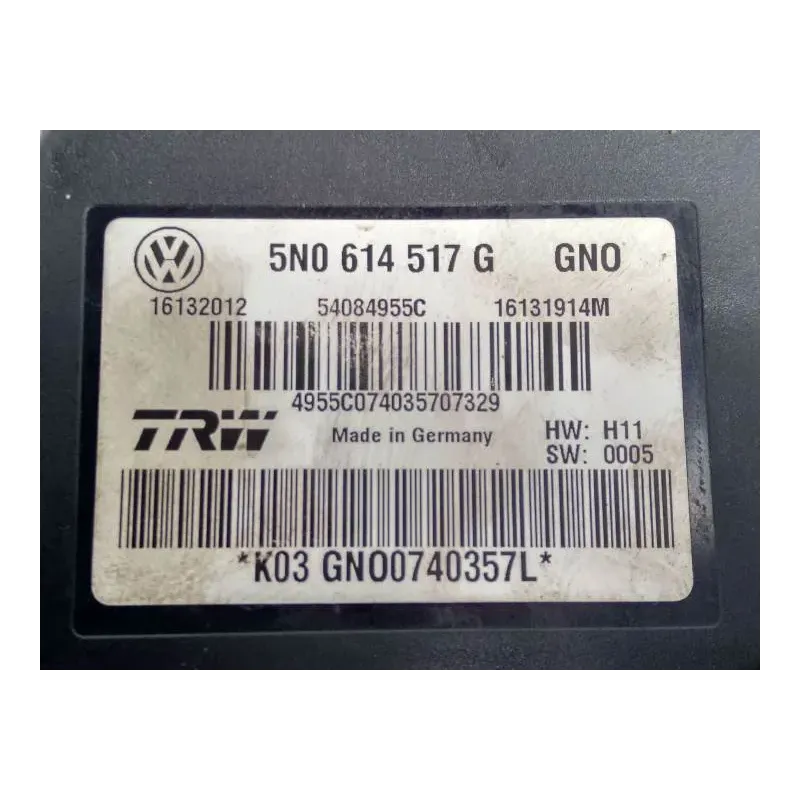 5N0 614 517 G GNO
16132012 54084955C 16131914M
4955C074035707329
TRW Made in Germany HW: H11
SW: 0005
*K03 GNO0740357L*